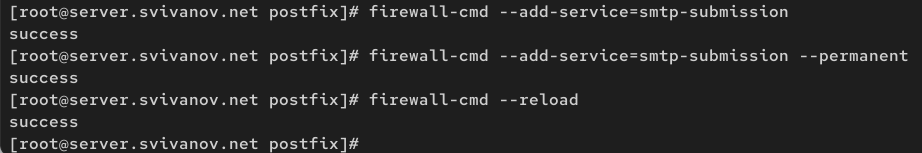 [root@server.svivanov.net postfix]# firewall-cmd --add-service=smtp-submission
success
[root@server.svivanov.net postfix]# firewall-cmd --add-service=smtp-submission --permanent
success
[root@server.svivanov.net postfix]# firewall-cmd --reload
success
[root@server.svivanov.net postfix]#